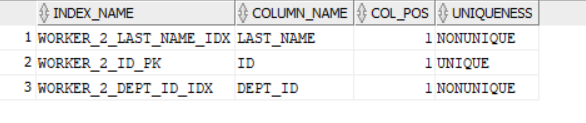 INDEX_NAME COLUMN_NAME COL_POS UNIQUENESS
1 WORKER_2_LAST_NAME_IDX LAST_NAME 1 NONUNIQUE
2 WORKER_2_ID_PK ID 1 UNIQUE
3 WORKER_2_DEPT_ID_IDX DEPT_ID 1 NONUNIQUE